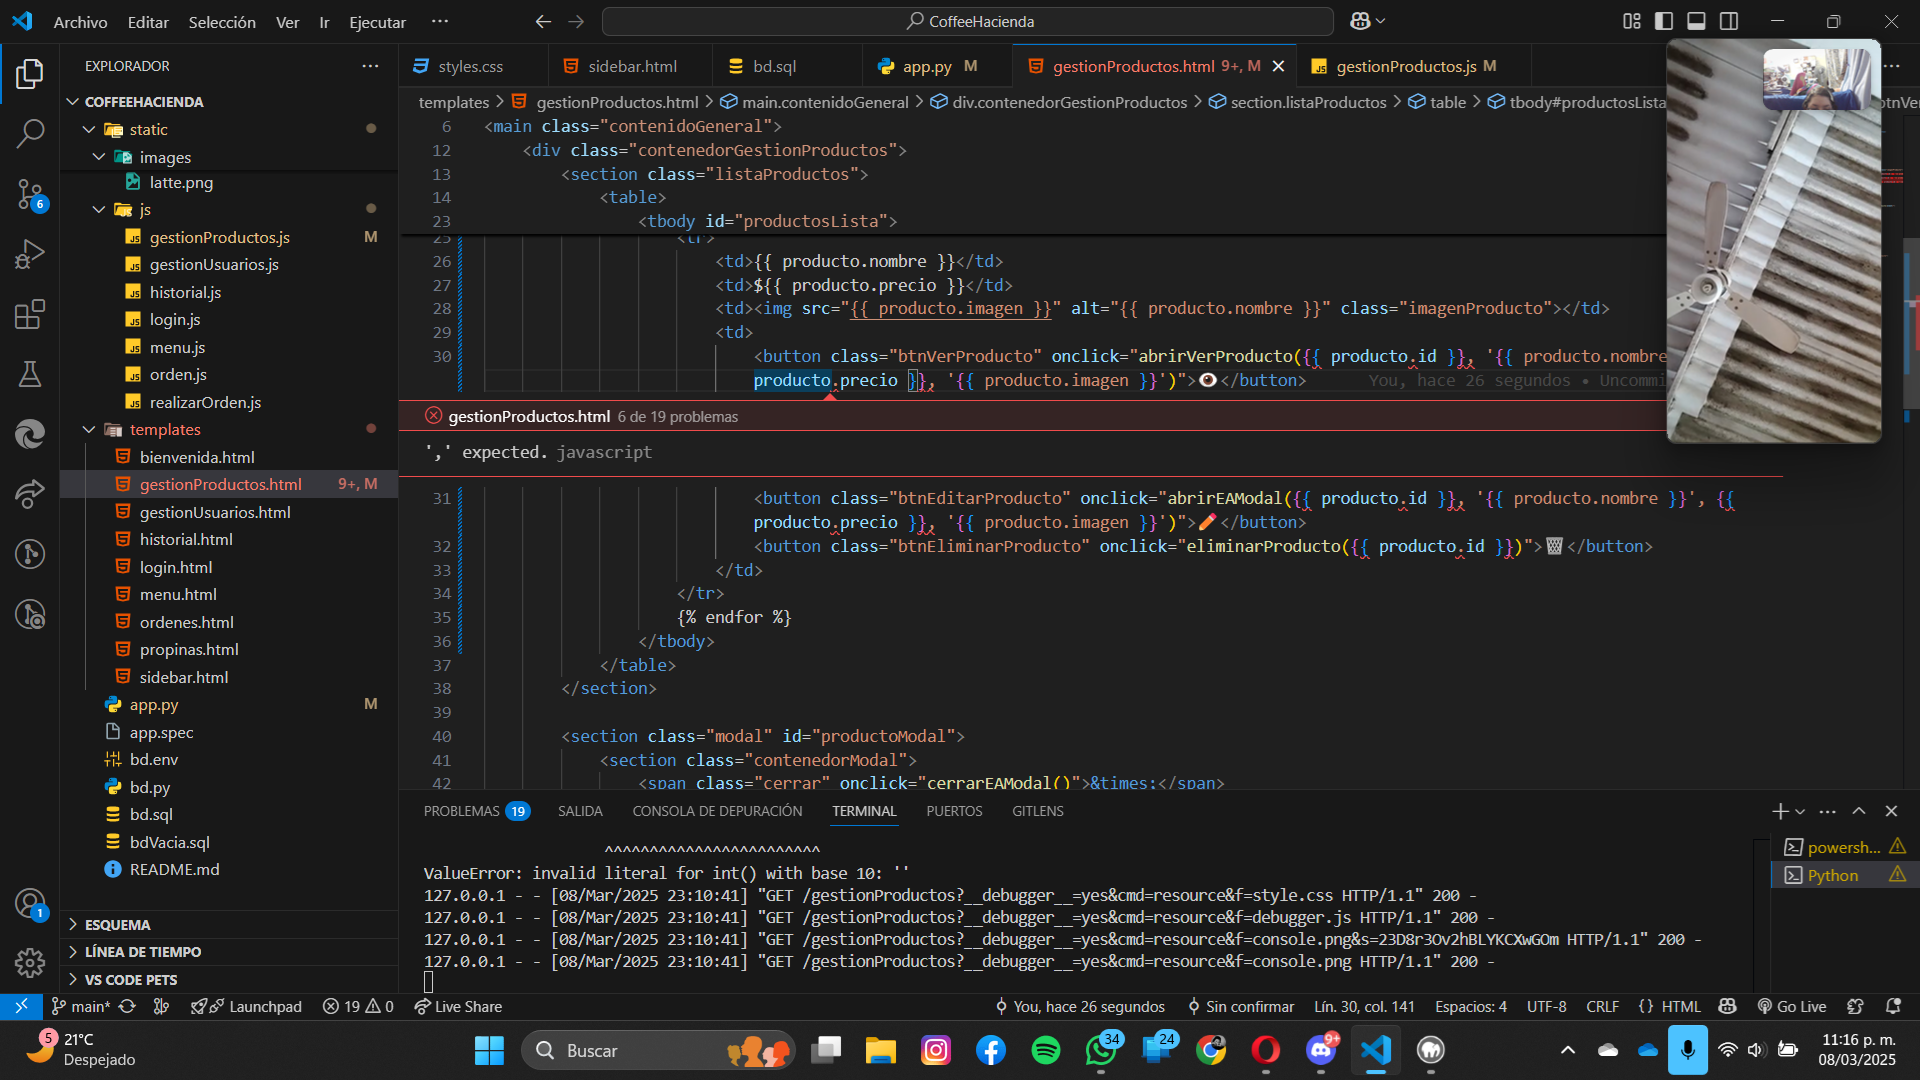 Archivo Editar Selección Ver Ir Ejecutar ···
CoffeeHacienda
EXPLORADOR
COFFEEHACIENDA
static
images
latte.png
js
gestionProductos.js M
gestionUsuarios.js
historial.js
login.js
menu.js
orden.js
realizarOrden.js
templates
bienvenida.html
gestionProductos.html 9+, M
gestionUsuarios.html
historial.html
login.html
menu.html
ordenes.html
propinas.html
sidebar.html
app.py M
app.spec
bd.env
bd.py
bd.sql
bdVacia.sql
README.md
ESQUEMA
LÍNEA DE TIEMPO
VS CODE PETS
6
1
styles.css sidebar.html bd.sql app.py M gestionProductos.html 9+, M gestionProductos.js M
templates > gestionProductos.html > main.contenidoGeneral > div.contenedorGestionProductos > section.listaProductos > table > tbody#productosLista
6 <main class="contenidoGeneral">
12 <div class="contenedorGestionProductos">
13 <section class="listaProductos">
14 <table>
23 <tbody id="productosLista">
25 <tr>
26 <td>{{ producto.nombre }}</td>
27 <td>${{ producto.precio }}</td>
28 <td><img src="{{ producto.imagen }}" alt="{{ producto.nombre }}" class="imagenProducto"></td>
29 <td>
30 <button class="btnVerProducto" onclick="abrirVerProducto({{ producto.id }}, '{{ producto.nombre
producto.precio }}, '{{ producto.imagen }}')">👁️</button> You, hace 26 segundos • Uncommi
gestionProductos.html 6 de 19 problemas
',' expected. javascript
31 <button class="btnEditarProducto" onclick="abrirEAModal({{ producto.id }}, '{{ producto.nombre }}', {{
producto.precio }}, '{{ producto.imagen }}')">✏️</button>
32 <button class="btnEliminarProducto" onclick="eliminarProducto({{ producto.id }})">🗑️</button>
33 </td>
34 </tr>
35 {% endfor %}
36 </tbody>
37 </table>
38 </section>
39
40 <section class="modal" id="productoModal">
41 <section class="contenedorModal">
42 <span class="cerrar" onclick="cerrarEAModal()">&times;</span>
PROBLEMAS 19 SALIDA CONSOLA DE DEPURACIÓN TERMINAL PUERTOS GITLENS
^^^^^^^^^^^^^^^^^^^^^^^^
ValueError: invalid literal for int() with base 10: ''
127.0.0.1 - - [08/Mar/2025 23:10:41] "GET /gestionProductos?__debugger__=yes&cmd=resource&f=style.css HTTP/1.1" 200 -
127.0.0.1 - - [08/Mar/2025 23:10:41] "GET /gestionProductos?__debugger__=yes&cmd=resource&f=debugger.js HTTP/1.1" 200 -
127.0.0.1 - - [08/Mar/2025 23:10:41] "GET /gestionProductos?__debugger__=yes&cmd=resource&f=console.png&s=23D8r3Ov2hBLYKCXwGOm HTTP/1.1" 200 -
127.0.0.1 - - [08/Mar/2025 23:10:41] "GET /gestionProductos?__debugger__=yes&cmd=resource&f=console.png HTTP/1.1" 200 -
powersh...
Python
main* Launchpad 19 0 Live Share You, hace 26 segundos Sin confirmar Lín. 30, col. 141 Espacios: 4 UTF-8 CRLF {} HTML Go Live
5
21°C
Despejado
Buscar
34
24
9+
11:16 p. m.
08/03/2025